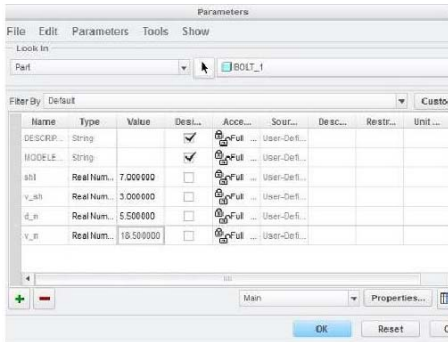 Parameters
File Edit Parameters Tools Show
Look In
Part BOLT_1
Filter By Default Custo
Name Type Value Desi... Acce... Sour... Desc... Restr... Unit ...
DESCRIP... String Full ... User-Defi...
MODELE... String Full ... User-Defi...
Real Num... 7.000000 Full ... User-Defi...
v_sh Real Num... 3.000000 Full ... User-Defi...
d_n Real Num... 5.500000 Full ... User-Defi...
Real Num... 18.500000 Full ... User-Defi...
Main Properties...
OK Reset